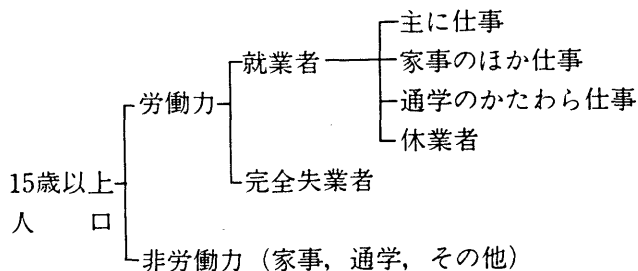 主に仕事
就業者
家事のほか仕事
労働力
通学のかたわら仕事
休業者
15歳以上
人　　口
完全失業者
非労働力（家事，通学，その他）